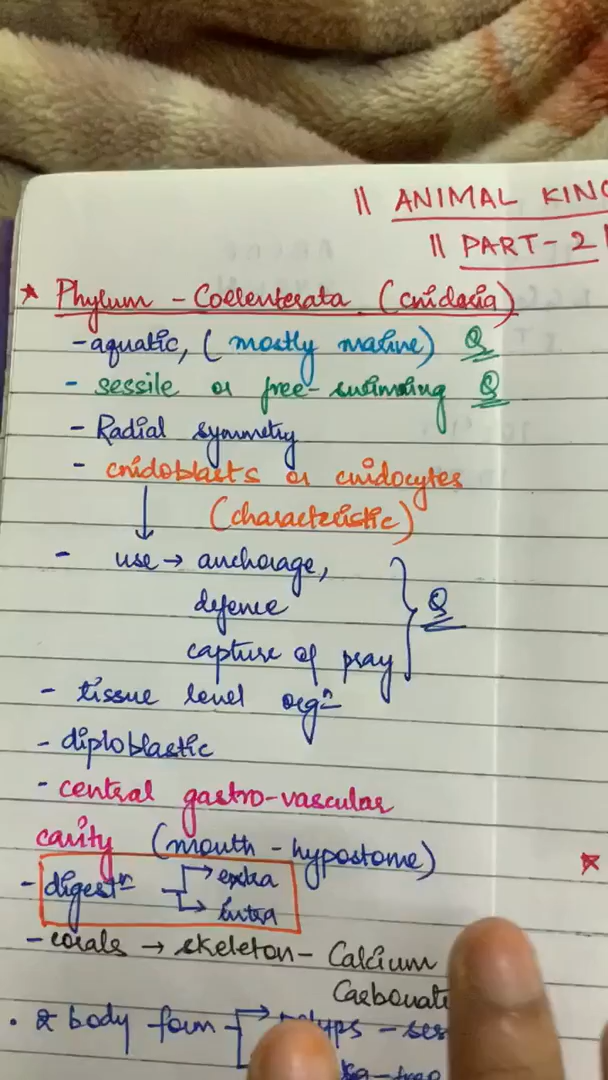 || ANIMAL KING
|| PART-2 |
* Phylum - Coelenterata (cnidaria)
- aquatic, (mostly marine) Q
- sessile or free-swimming Q
- Radial symmetry
- cnidoblasts or cnidocytes
(characteristic)
- use → anchorage,
defence
capture of pray } Q
- tissue level orgn
- diploblastic
- central gastro-vascular
cavity (mouth - hypostome)
- digestn → extra
→ intra
- corals → skeleton - Calcium
Carbonate
• 2 body form → polyps - ses